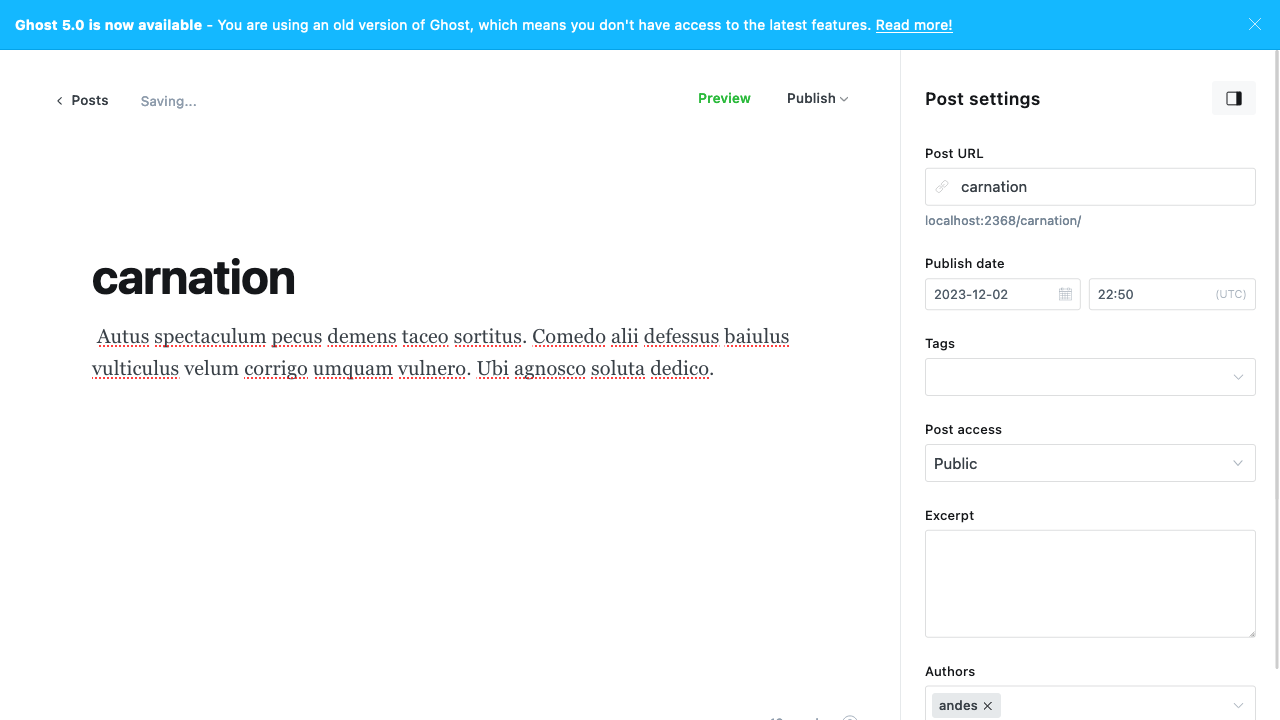 Ghost 5.0 is now available - You are using an old version of Ghost, which means you don't have access to the latest features. Read more!
Posts
Saving...
Preview
Publish
carnation
Autus spectaculum pecus demens taceo sortitus. Comedo alii defessus baiulus
vulticulus velum corrigo umquam vulnero. Ubi agnosco soluta dedico.
Post settings
Post URL
carnation
localhost:2368/carnation/
Publish date
2023-12-02
22:50
(UTC)
Tags
Post access
Public
Excerpt
Authors
andes ×